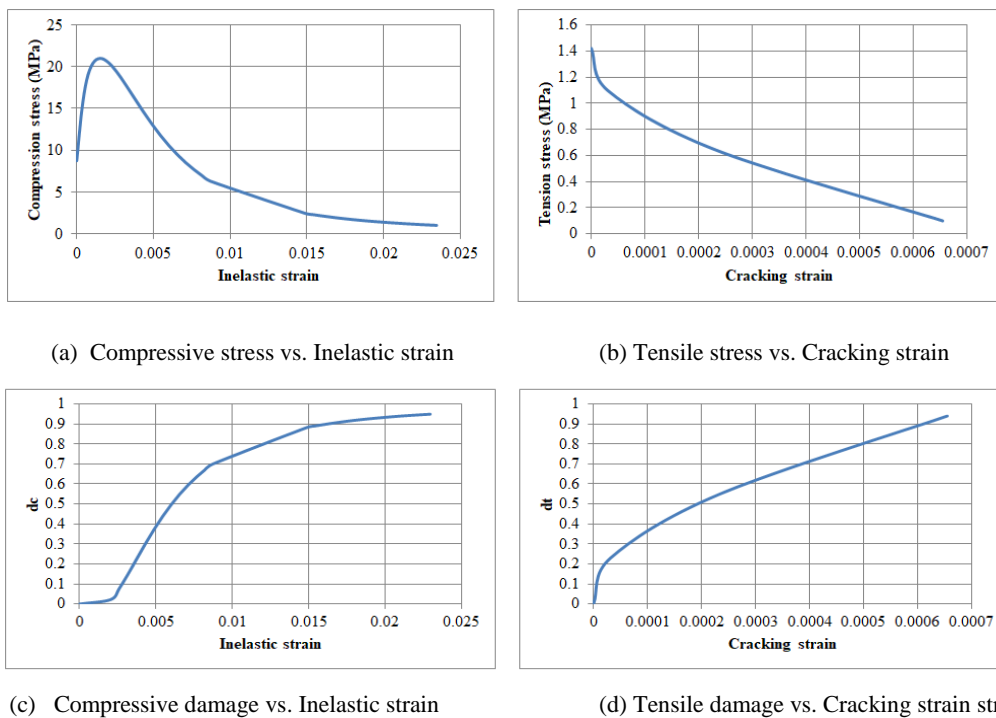 25
20
15
10
5
0
Compression stress (MPa)
0 0.005 0.01 0.015 0.02 0.025
Inelastic strain
1.6
1.4
1.2
1
0.8
0.6
0.4
0.2
0
Tension stress (MPa)
0 0.0001 0.0002 0.0003 0.0004 0.0005 0.0006 0.0007
Cracking strain
(a) Compressive stress vs. Inelastic strain
(b) Tensile stress vs. Cracking strain
1
0.9
0.8
0.7
0.6
0.5
0.4
0.3
0.2
0.1
0
dc
0 0.005 0.01 0.015 0.02 0.025
Inelastic strain
1
0.9
0.8
0.7
0.6
0.5
0.4
0.3
0.2
0.1
0
dt
0 0.0001 0.0002 0.0003 0.0004 0.0005 0.0006 0.0007
Cracking strain
(c) Compressive damage vs. Inelastic strain
(d) Tensile damage vs. Cracking strain str